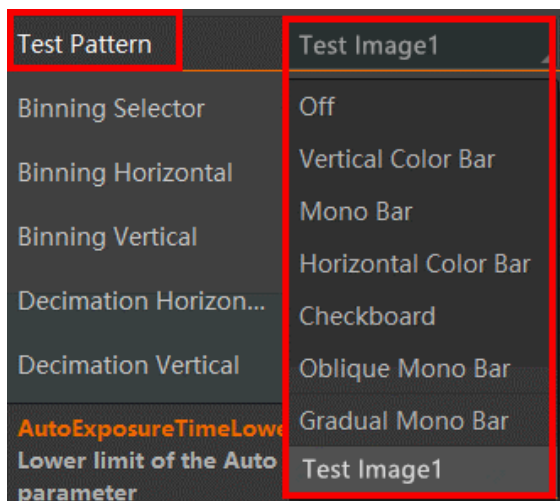 Test Pattern
Test Image1
Binning Selector
Off
Vertical Color Bar
Binning Horizontal
Mono Bar
Binning Vertical
Horizontal Color Bar
Decimation Horizon...
Checkboard
Decimation Vertical
Oblique Mono Bar
Gradual Mono Bar
AutoExposureTimeLowe
Lower limit of the Auto
Test Image1
parameter